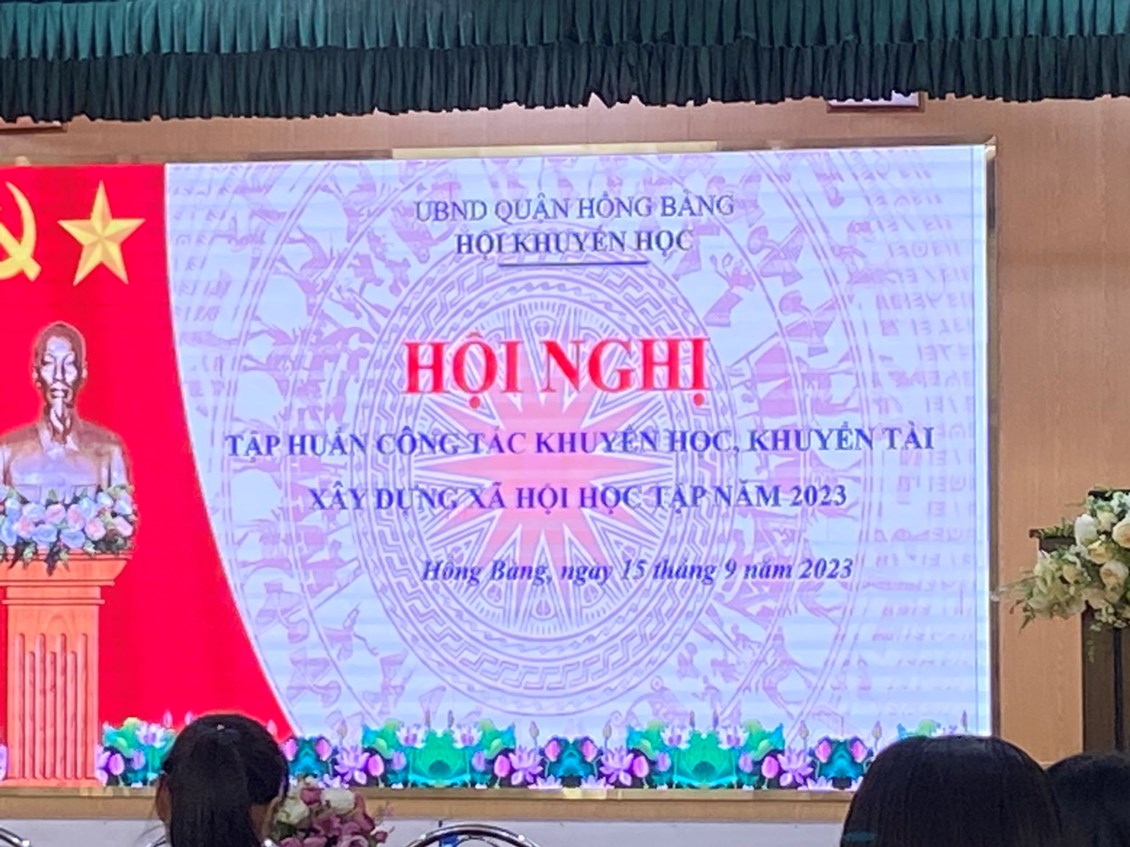 UBND QUẬN HỒNG BÀNG
HỘI KHUYẾN HỌC
HỘI NGHỊ
TẬP HUẤN CÔNG TÁC KHUYẾN HỌC, KHUYẾN TÀI
XÂY DỰNG XÃ HỘI HỌC TẬP NĂM 2023
Hồng Bàng, ngày 15 tháng 9 năm 2023